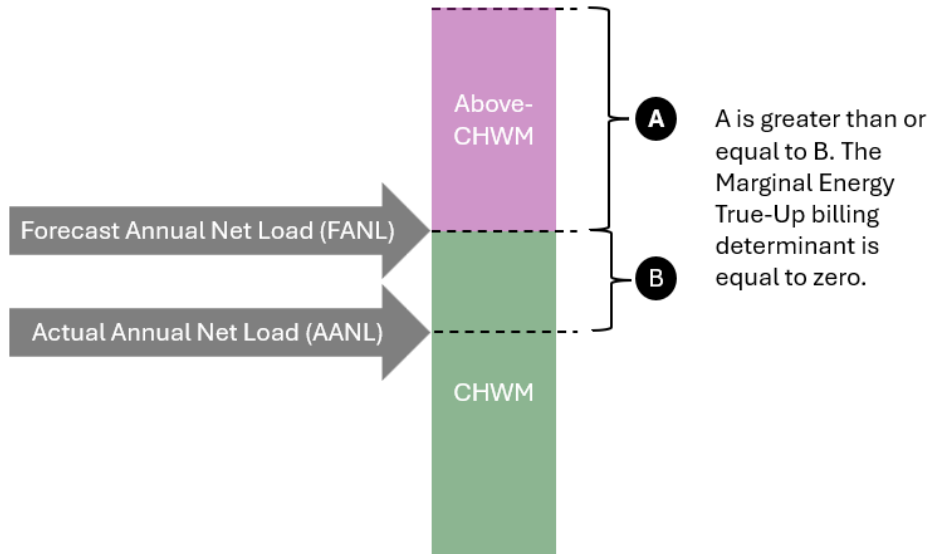 Above-
CHWM
A
A is greater than or
equal to B. The
Marginal Energy
True-Up billing
determinant is
equal to zero.
Forecast Annual Net Load (FANL)
B
Actual Annual Net Load (AANL)
CHWM